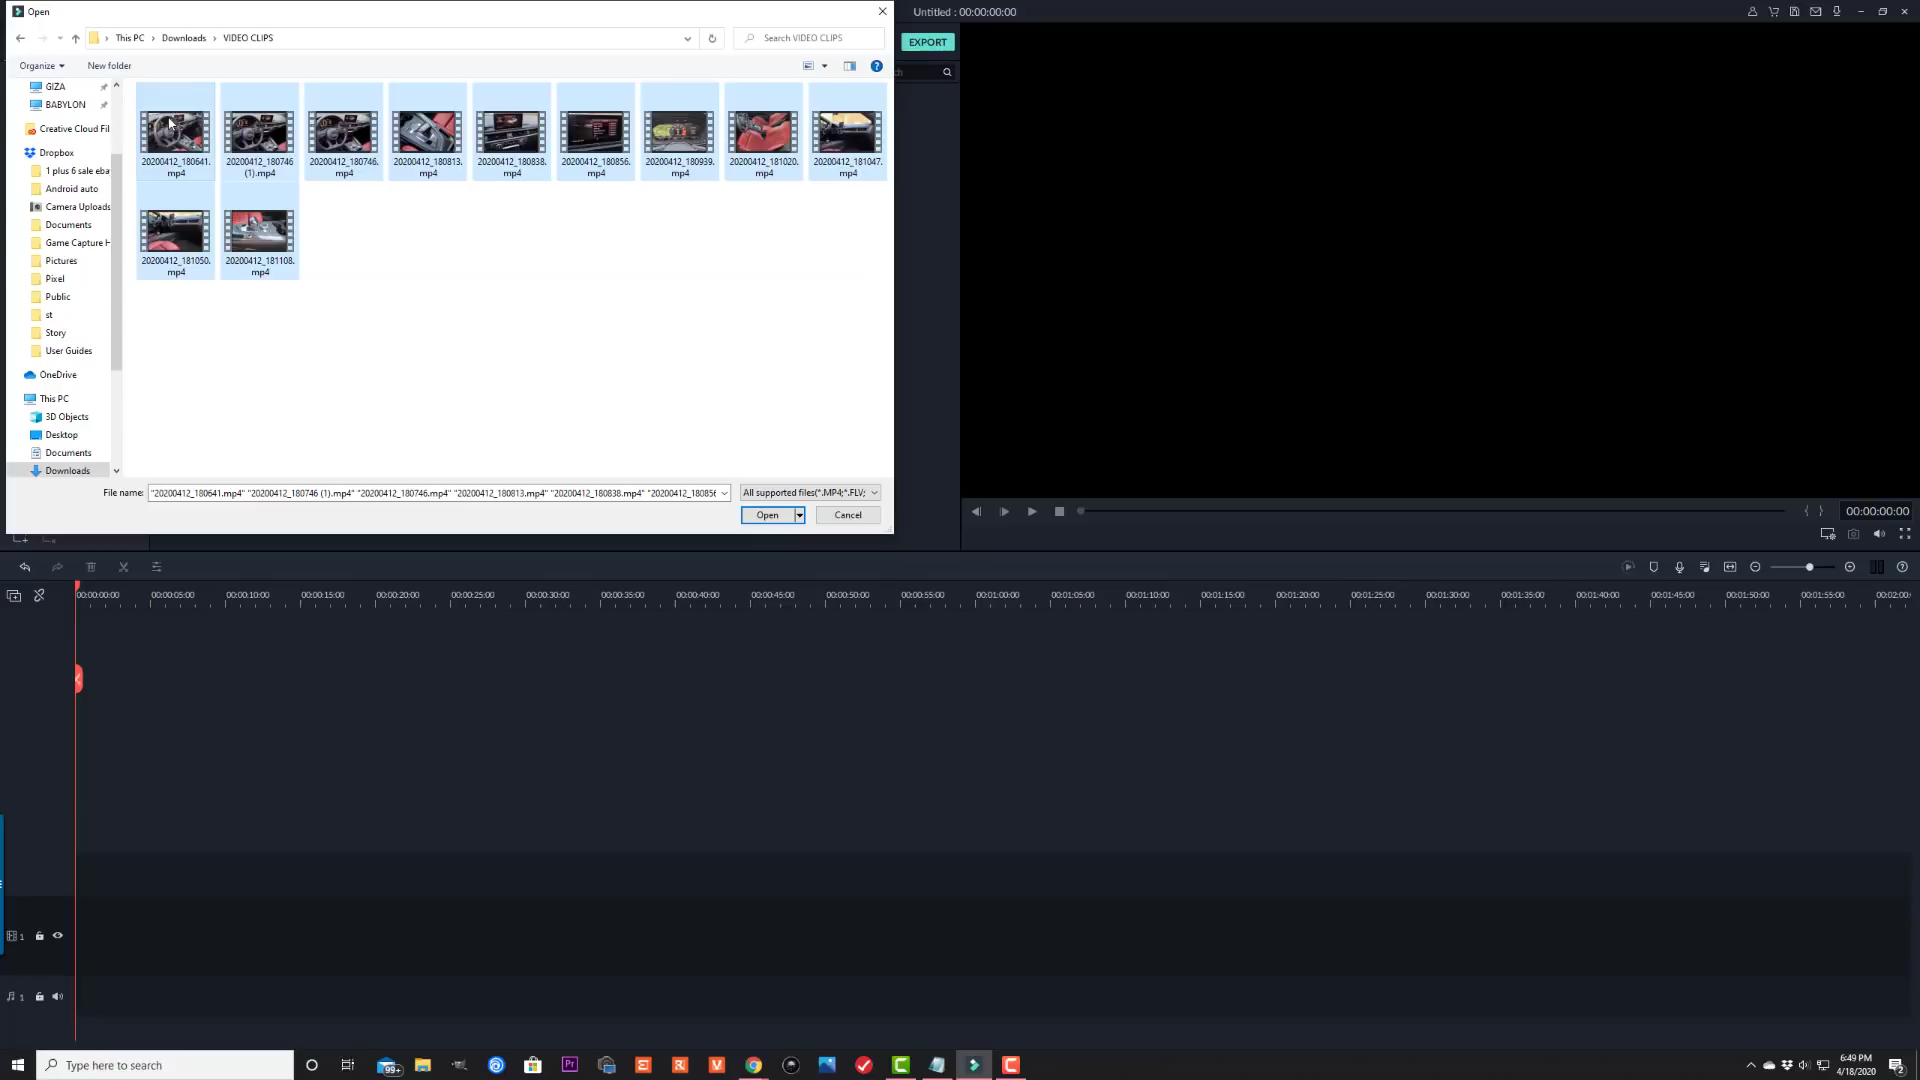 Open
Untitled : 00:00:00:00
This PC > Downloads > VIDEO CLIPS
Search VIDEO CLIPS
EXPORT
Organize
New folder
GIZA
BABYLON
Creative Cloud Fil
Dropbox
1 plus 6 sale eba
Android auto
Camera Uploads
Documents
Game Capture H
Pictures
Pixel
Public
st
Story
User Guides
OneDrive
This PC
3D Objects
Desktop
Documents
Downloads
20200412_180641.
mp4
20200412_180746
(1).mp4
20200412_180746.
mp4
20200412_180813.
mp4
20200412_180838.
mp4
20200412_180856.
mp4
20200412_180939.
mp4
20200412_181020.
mp4
20200412_181047.
mp4
20200412_181050.
mp4
20200412_181108.
mp4
File name:
"20200412_180641.mp4" "20200412_180746 (1).mp4" "20200412_180746.mp4" "20200412_180813.mp4" "20200412_180838.mp4" "20200412_18085
All supported files(*.MP4;*.FLV;
Open
Cancel
00:00:00:00
00:00:00:00 00:00:05:00 00:00:10:00 00:00:15:00 00:00:20:00 00:00:25:00 00:00:30:00 00:00:35:00 00:00:40:00 00:00:45:00 00:00:50:00 00:00:55:00 00:01:00:00 00:01:05:00 00:01:10:00 00:01:15:00 00:01:20:00 00:01:25:00 00:01:30:00 00:01:35:00 00:01:40:00 00:01:45:00 00:01:50:00 00:01:55:00 00:02:00:
1
1
Type here to search
99+
Pr
6:49 PM
4/18/2020
2